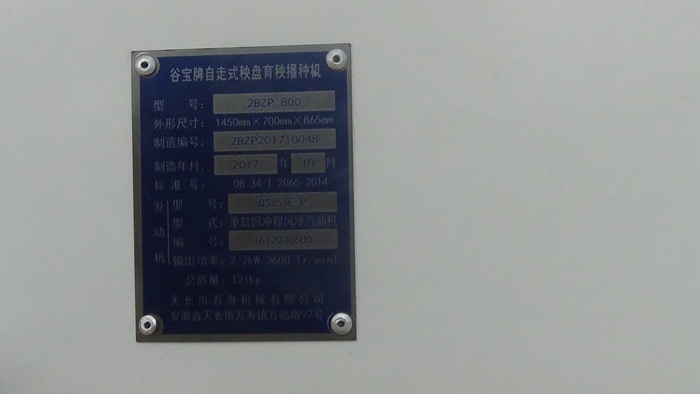 谷宝牌自走式秧盘育秧播种机
型 号: 2BZP-800
外形尺寸: 1450mm×700mm×865mm
制造编号: 2BZP201710048
制造年月: 2017 年 10 月
标准号: DB 34/T 2065-2014
发动机
型 号: DS154F/P
型 式: 单缸四冲程风冷汽油机
编 号: 1612030600
输出功率: 2.2kW/3600 (r/min)
总质量: 121kg
天长市万寿机械有限公司
安徽省天长市万寿镇万福路97号